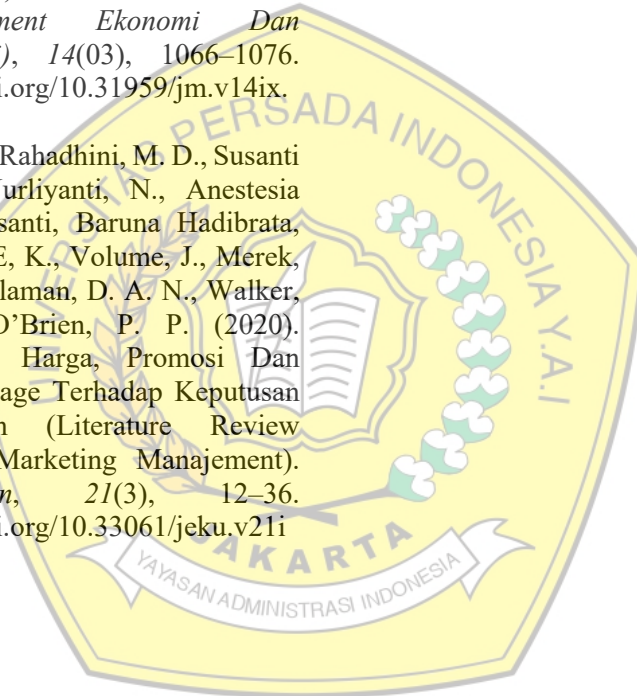 ment Ekonomi Dan
), 14(03), 1066–1076.
i.org/10.31959/jm.v14ix.
Rahadhini, M. D., Susanti
urliyanti, N., Anestesia
santi, Baruna Hadibrata,
E, K., Volume, J., Merek,
laman, D. A. N., Walker,
O’Brien, P. P. (2020).
Harga, Promosi Dan
age Terhadap Keputusan
n (Literature Review
Marketing Manajement).
n, 21(3), 12–36.
i.org/10.33061/jeku.v21i
UNIVERSITAS PERSADA INDONESIA Y.A.I
JAKARTA
YAYASAN ADMINISTRASI INDONESIA